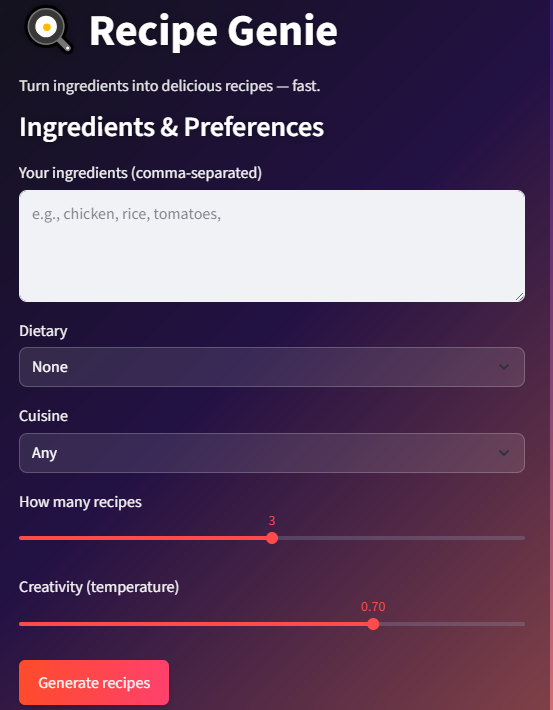 Recipe Genie
Turn ingredients into delicious recipes — fast.
Ingredients & Preferences
Your ingredients (comma-separated)
e.g., chicken, rice, tomatoes,
Dietary
None
Cuisine
Any
How many recipes
3
Creativity (temperature)
0.70
Generate recipes